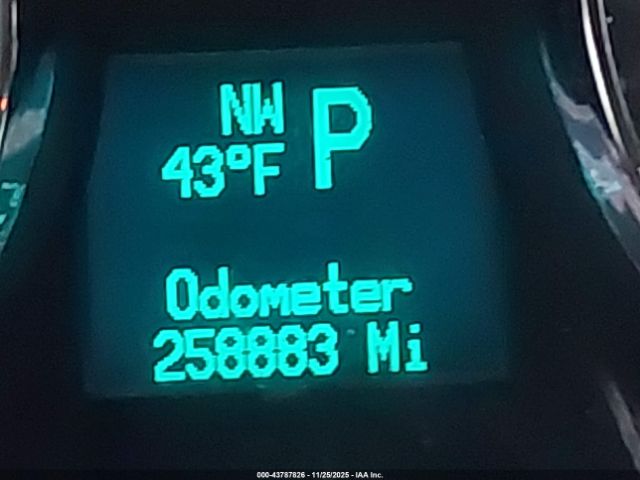 NW P
43°F
Odometer
258883 Mi
000-43787826 - 11/25/2025 - IAA Inc.